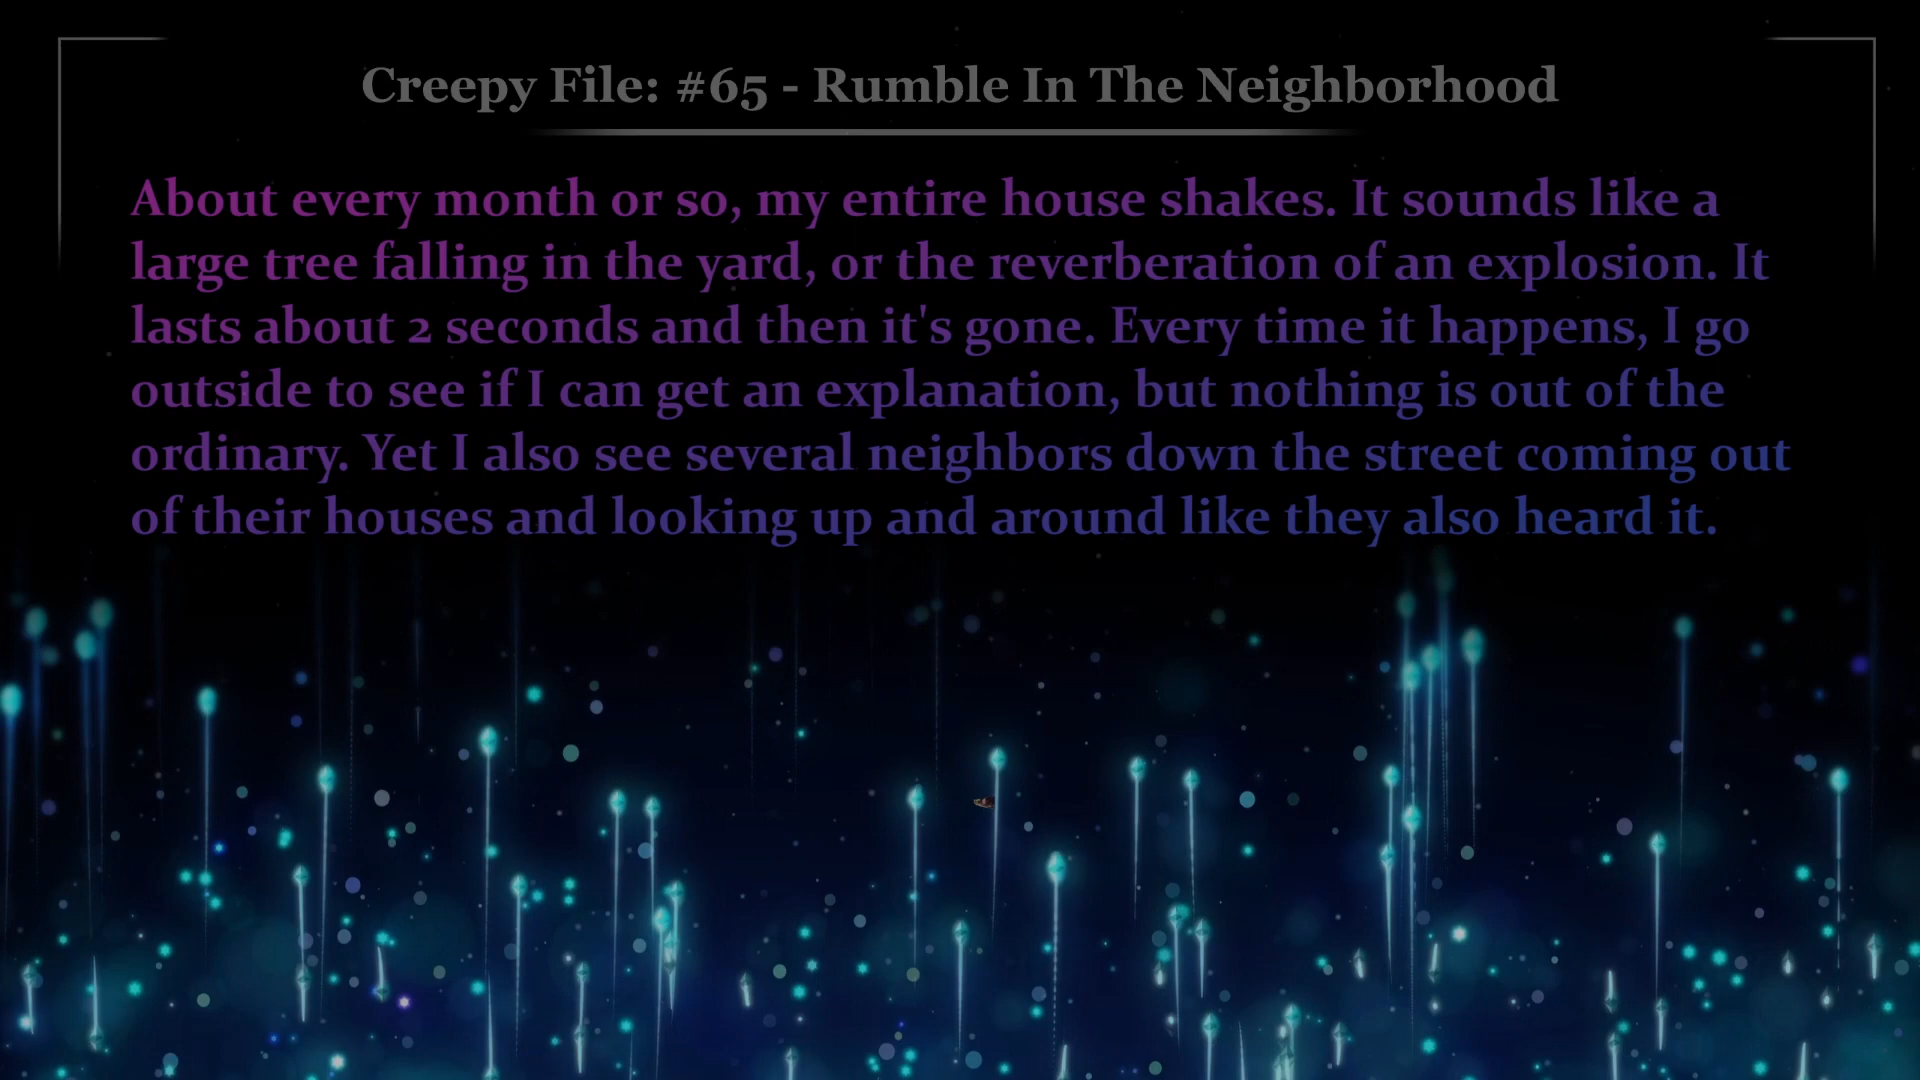 Creepy File: #65 - Rumble In The Neighborhood
About every month or so, my entire house shakes. It sounds like a
large tree falling in the yard, or the reverberation of an explosion. It
lasts about 2 seconds and then it's gone. Every time it happens, I go
outside to see if I can get an explanation, but nothing is out of the
ordinary. Yet I also see several neighbors down the street coming out
of their houses and looking up and around like they also heard it.